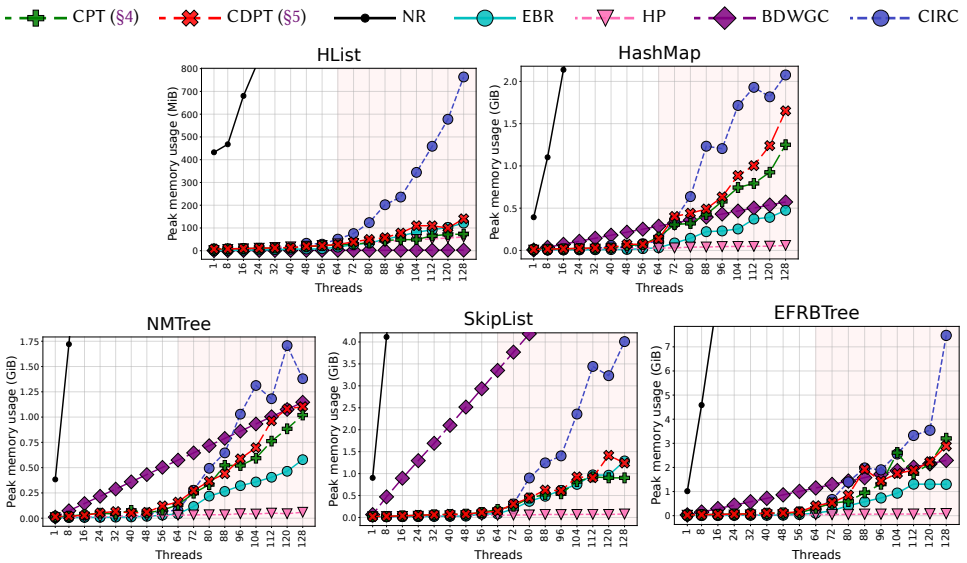 CPT (§4) CDPT (§5) NR EBR HP BDWGC CIRC
HList
Peak memory usage (MiB)
800
700
600
500
400
300
200
100
0
1 8 16 24 32 40 48 56 64 72 80 88 96 104 112 120 128
Threads
HashMap
Peak memory usage (GiB)
2.0
1.5
1.0
0.5
0.0
1 8 16 24 32 40 48 56 64 72 80 88 96 104 112 120 128
Threads
NMTree
Peak memory usage (GiB)
1.75
1.50
1.25
1.00
0.75
0.50
0.25
0.00
1 8 16 24 32 40 48 56 64 72 80 88 96 104 112 120 128
Threads
SkipList
Peak memory usage (GiB)
4.0
3.5
3.0
2.5
2.0
1.5
1.0
0.5
0.0
1 8 16 24 32 40 48 56 64 72 80 88 96 104 112 120 128
Threads
EFRBTree
Peak memory usage (GiB)
7
6
5
4
3
2
1
0
1 8 16 24 32 40 48 56 64 72 80 88 96 104 112 120 128
Threads